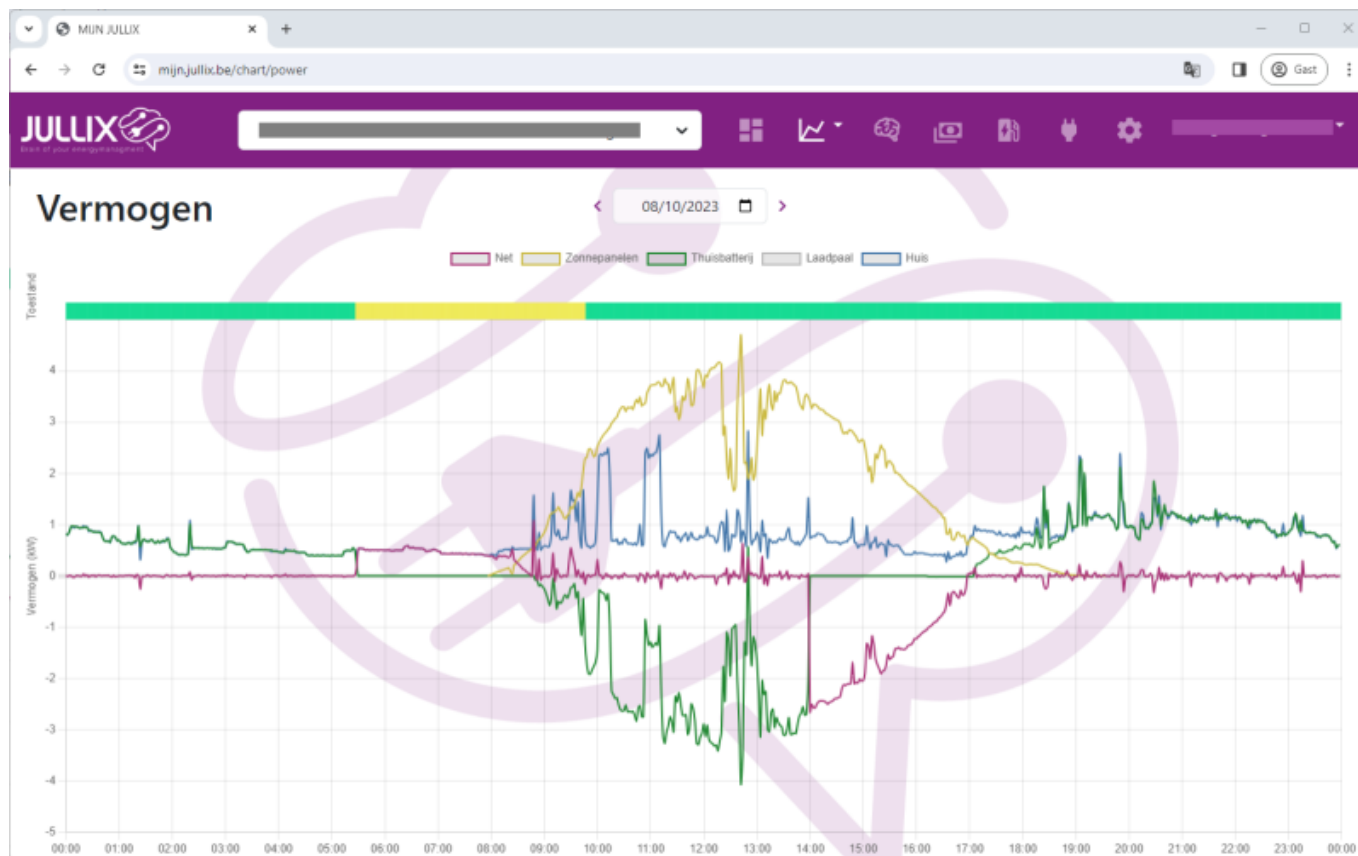 MIJN JULLIX
mijn.jullix.be/chart/power
Gast
JULLIX
Brain of your energymanagment
Vermogen
08/10/2023
Net Zonnepanelen Thuisbatterij Laadpaal Huis
Toestand
Vermogen (kW)
4
3
2
1
0
-1
-2
-3
-4
-5
00:00 01:00 02:00 03:00 04:00 05:00 06:00 07:00 08:00 09:00 10:00 11:00 12:00 13:00 14:00 15:00 16:00 17:00 18:00 19:00 20:00 21:00 22:00 23:00 00:00